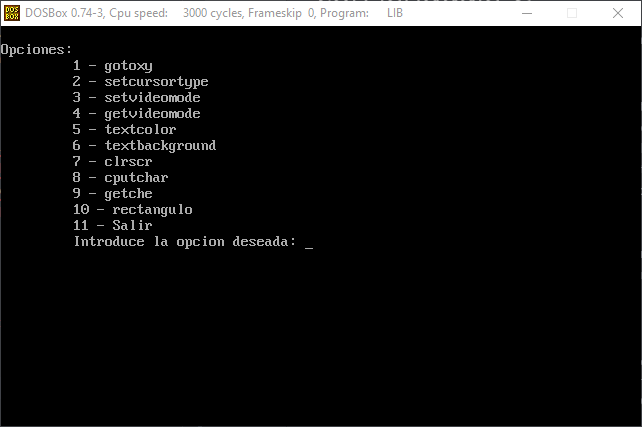 DOS BOX DOSBox 0.74-3, Cpu speed: 3000 cycles, Frameskip 0, Program: LIB
Opciones:
1 - gotoxy
2 - setcursortype
3 - setvideomode
4 - getvideomode
5 - textcolor
6 - textbackground
7 - clrscr
8 - cputchar
9 - getche
10 - rectangulo
11 - Salir
Introduce la opcion deseada: _